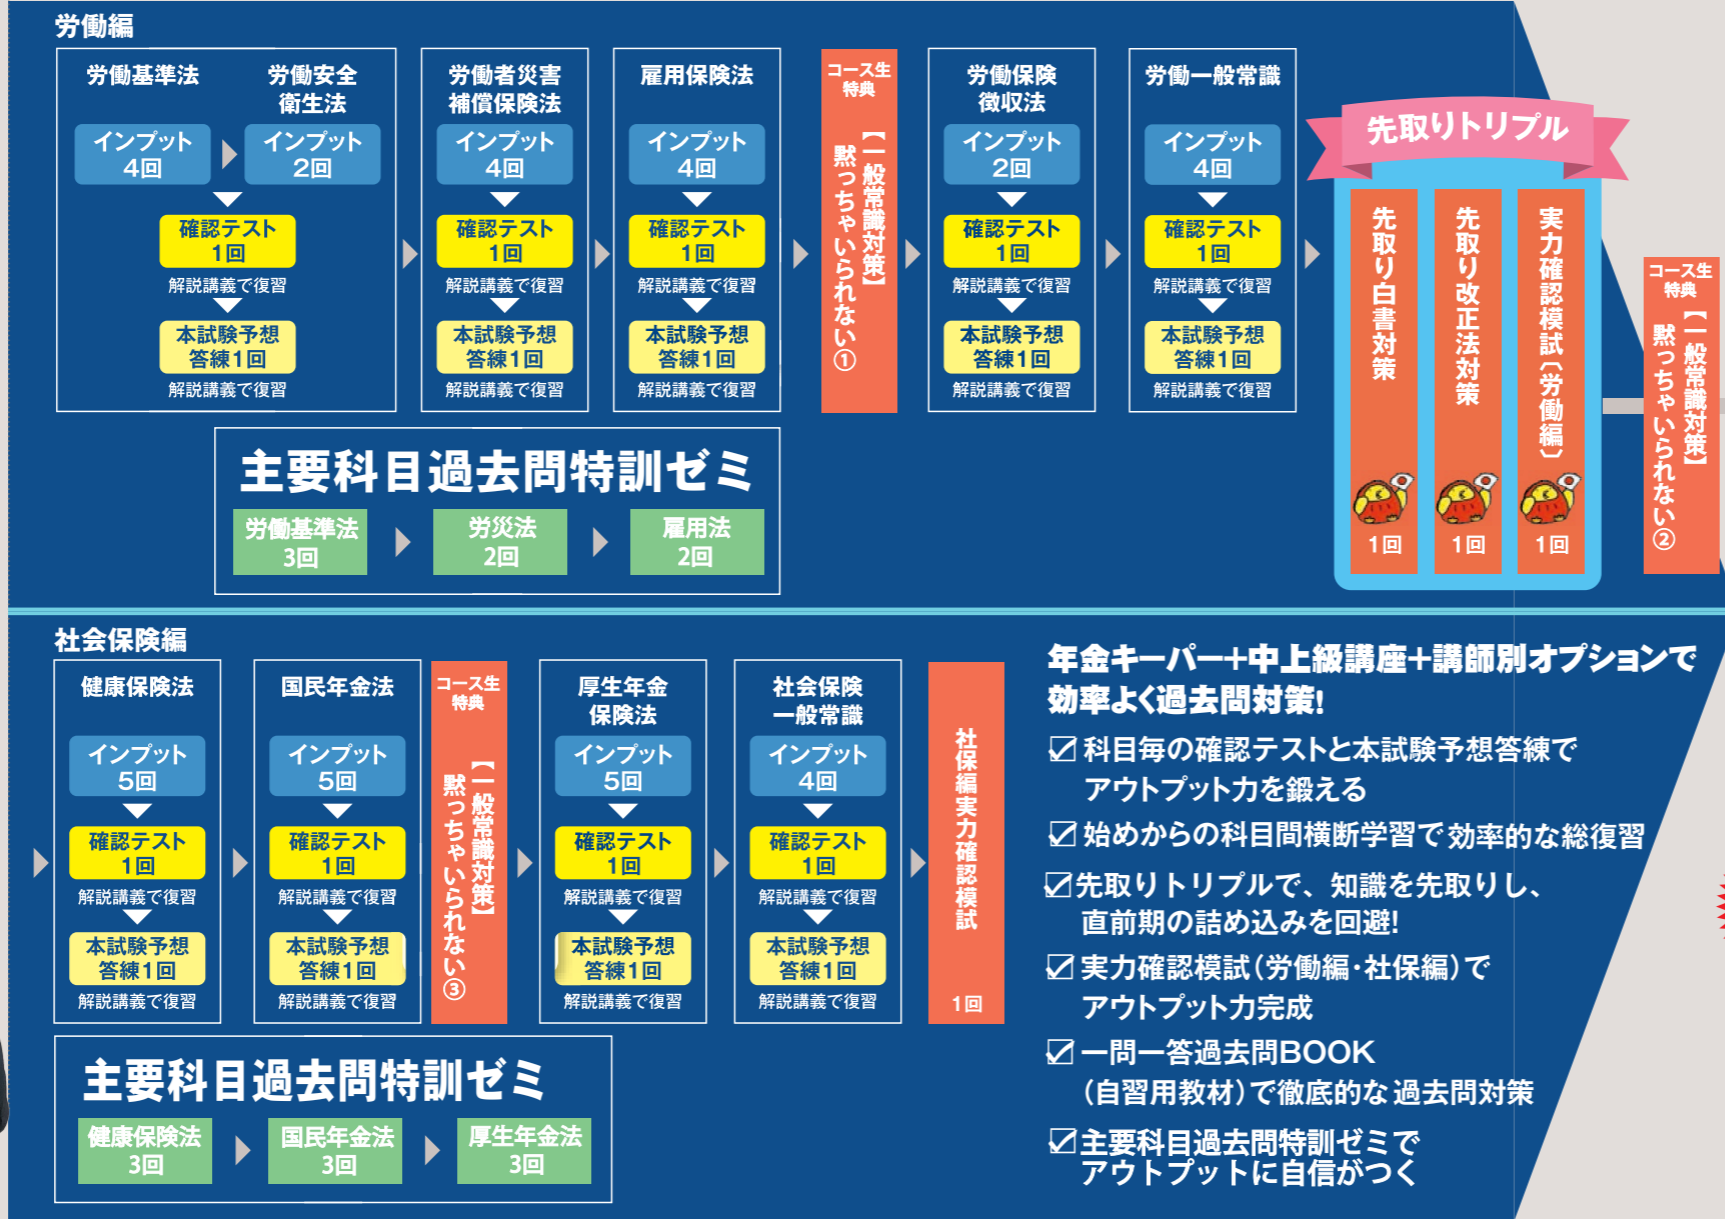 労働編
労働基準法
インプット
4回
労働安全
衛生法
インプット
2回
確認テスト
1回
解説講義で復習
本試験予想
答練1回
解説講義で復習
労働者災害
補償保険法
インプット
4回
確認テスト
1回
解説講義で復習
本試験予想
答練1回
解説講義で復習
雇用保険法
インプット
4回
確認テスト
1回
解説講義で復習
本試験予想
答練1回
解説講義で復習
コース生
特典
【一般常識対策】
黙っちゃいられない①
労働保険
徴収法
インプット
2回
確認テスト
1回
解説講義で復習
本試験予想
答練1回
解説講義で復習
労働一般常識
インプット
4回
確認テスト
1回
解説講義で復習
本試験予想
答練1回
解説講義で復習
先取りトリプル
先取り白書対策
1回
先取り改正法対策
1回
実力確認模試〔労働編〕
1回
コース生
特典
【一般常識対策】
黙っちゃいられない②
主要科目過去問特訓ゼミ
労働基準法
3回
労災法
2回
雇用法
2回
社会保険編
健康保険法
インプット
5回
確認テスト
1回
解説講義で復習
本試験予想
答練1回
解説講義で復習
国民年金法
インプット
5回
確認テスト
1回
解説講義で復習
本試験予想
答練1回
解説講義で復習
コース生
特典
【一般常識対策】
黙っちゃいられない③
厚生年金
保険法
インプット
5回
確認テスト
1回
解説講義で復習
本試験予想
答練1回
解説講義で復習
社会保険
一般常識
インプット
4回
確認テスト
1回
解説講義で復習
本試験予想
答練1回
解説講義で復習
社保編実力確認模試
1回
主要科目過去問特訓ゼミ
健康保険法
3回
国民年金法
3回
厚生年金法
3回
年金キーパー+中上級講座+講師別オプションで
効率よく過去問対策!
☑科目毎の確認テストと本試験予想答練で
アウトプット力を鍛える
☑始めからの科目間横断学習で効率的な総復習
☑先取りトリプルで、知識を先取りし、
直前期の詰め込みを回避!
☑実力確認模試(労働編・社保編)で
アウトプット力完成
☑一問一答過去問BOOK
(自習用教材)で徹底的な過去問対策
☑主要科目過去問特訓ゼミで
アウトプットに自信がつく